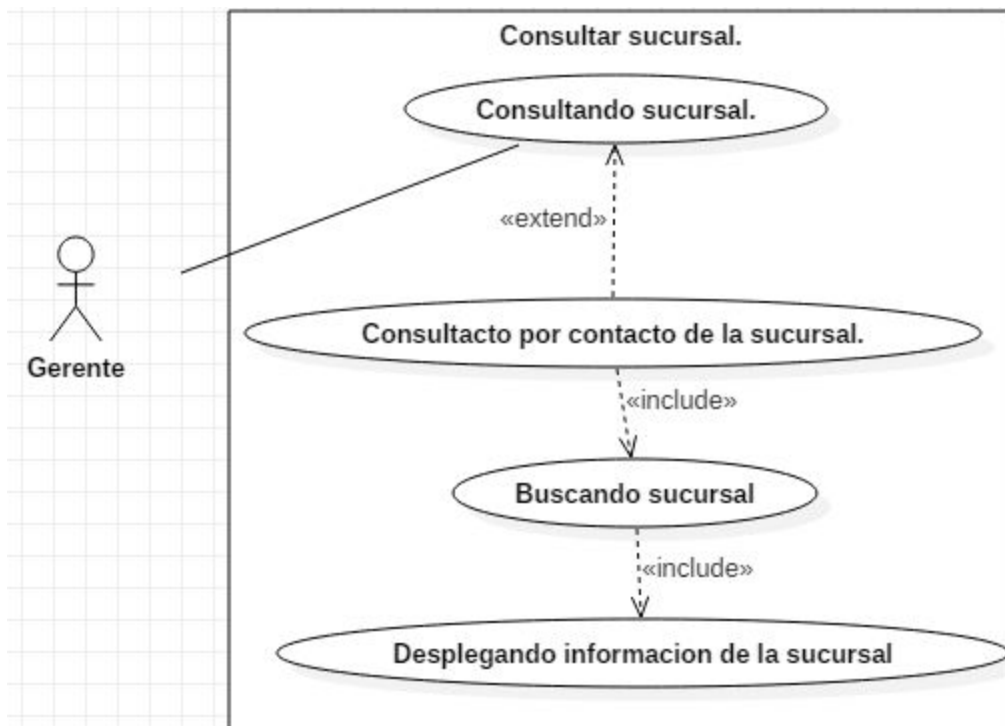 Consultar sucursal.
Consultando sucursal.
«extend»
Consultacto por contacto de la sucursal.
Gerente
«include»
Buscando sucursal
«include»
Desplegando informacion de la sucursal